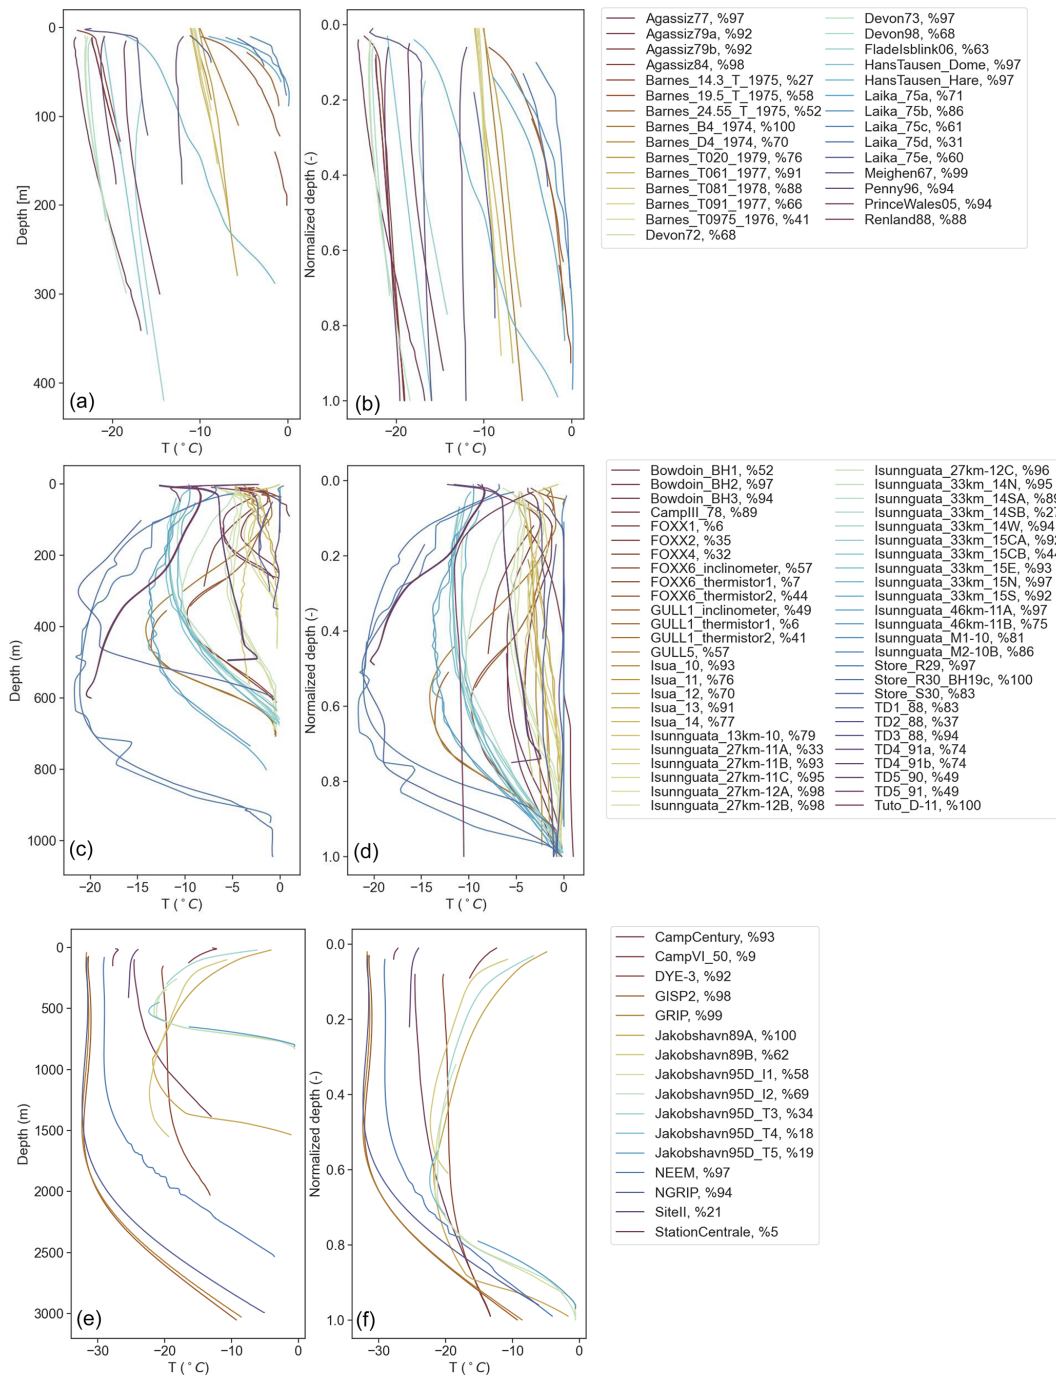 0
100
200
300
400
Depth [m]
−20
−10
0
T (°C)
(a)
0.0
0.2
0.4
0.6
0.8
1.0
Normalized depth (-)
−20
−10
0
T (°C)
(b)
Agassiz77, %97
Agassiz79a, %92
Agassiz79b, %92
Agassiz84, %98
Barnes_14.3_T_1975, %27
Barnes_19.5_T_1975, %58
Barnes_24.55_T_1975, %52
Barnes_B4_1974, %100
Barnes_D4_1974, %70
Barnes_T020_1979, %76
Barnes_T061_1977, %91
Barnes_T081_1978, %88
Barnes_T091_1977, %66
Barnes_T0975_1976, %41
Devon72, %68
Devon73, %97
Devon98, %68
FladeIsblink06, %63
HansTausen_Dome, %97
HansTausen_Hare, %97
Laika_75a, %71
Laika_75b, %86
Laika_75c, %61
Laika_75d, %31
Laika_75e, %60
Meighen67, %99
Penny96, %94
PrinceWales05, %94
Renland88, %88
0
200
400
600
800
1000
Depth (m)
−20
−15
−10
−5
0
T (°C)
(c)
0.0
0.2
0.4
0.6
0.8
1.0
Normalized depth (-)
−20
−15
−10
−5
0
T (°C)
(d)
Bowdoin_BH1, %52
Bowdoin_BH2, %97
Bowdoin_BH3, %94
CampIII_78, %89
FOXX1, %6
FOXX2, %35
FOXX4, %32
FOXX6_inclinometer, %57
FOXX6_thermistor1, %7
FOXX6_thermistor2, %44
GULL1_inclinometer, %49
GULL1_thermistor1, %6
GULL1_thermistor2, %41
GULL5, %57
Isua_10, %93
Isua_11, %76
Isua_12, %70
Isua_13, %91
Isua_14, %77
Isunnguata_13km-10, %79
Isunnguata_27km-11A, %33
Isunnguata_27km-11B, %93
Isunnguata_27km-11C, %95
Isunnguata_27km-12A, %98
Isunnguata_27km-12B, %98
Isunnguata_27km-12C, %96
Isunnguata_33km_14N, %95
Isunnguata_33km_14SA, %89
Isunnguata_33km_14SB, %27
Isunnguata_33km_14W, %94
Isunnguata_33km_15CA, %9
Isunnguata_33km_15CB, %44
Isunnguata_33km_15E, %93
Isunnguata_33km_15N, %97
Isunnguata_33km_15S, %92
Isunnguata_46km-11A, %97
Isunnguata_46km-11B, %75
Isunnguata_M1-10, %81
Isunnguata_M2-10B, %86
Store_R29, %97
Store_R30_BH19c, %100
Store_S30, %83
TD1_88, %83
TD2_88, %37
TD3_88, %94
TD4_91a, %74
TD4_91b, %74
TD5_90, %49
TD5_91, %49
Tuto_D-11, %100
0
500
1000
1500
2000
2500
3000
Depth (m)
−30
−20
−10
0
T (°C)
(e)
0.0
0.2
0.4
0.6
0.8
1.0
Normalized depth (-)
−30
−20
−10
0
T (°C)
(f)
CampCentury, %93
CampVI_50, %9
DYE-3, %92
GISP2, %98
GRIP, %99
Jakobshavn89A, %100
Jakobshavn89B, %62
Jakobshavn95D_I1, %58
Jakobshavn95D_I2, %69
Jakobshavn95D_T3, %34
Jakobshavn95D_T4, %18
Jakobshavn95D_T5, %19
NEEM, %97
NGRIP, %94
SiteII, %21
StationCentrale, %5